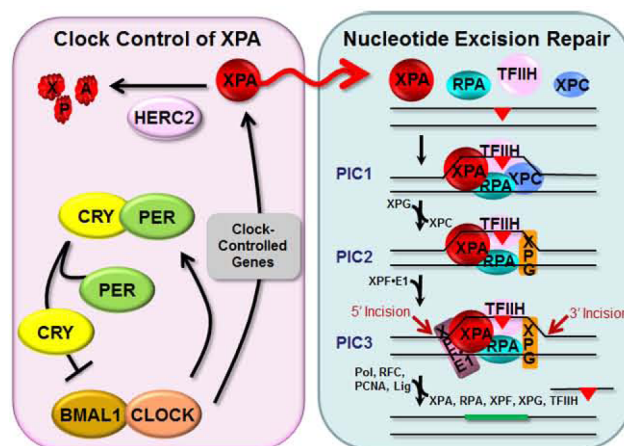 Clock Control of XPA
X A
P
XPA
HERC2
CRY PER
Clock-
Controlled
Genes
PER
CRY
BMAL1 CLOCK
Nucleotide Excision Repair
XPA RPA TFIIH XPC
PIC1
TFIIH
XPA RPA XPC
XPG
XPC
PIC2
TFIIH
XPA RPA XPG
XPF•E1
5' Incision
3' Incision
PIC3
TFIIH
XPA RPA XPG
Pol, RFC,
PCNA, Lig
XPA, RPA, XPF, XPG, TFIIH